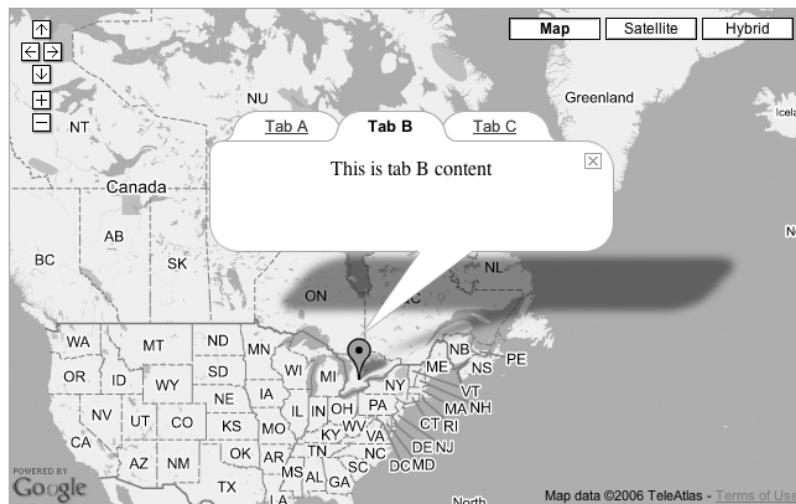 Map Satellite Hybrid
Greenland
NU
NT
Tab A Tab B Tab C
This is tab B content
Canada
AB
BC
SK
NL
ON
WA
MT
ND
MN
NB
PE
OR
ID
SD
WI
MI
ME
NS
WY
NE
IA
NY
VT
NV
UT
CO
KS
IL
IN
OH
PA
MA NH
CA
MO
KY
WV
VA
CT RI
OK
AR
TN
NC
DE NJ
AZ
NM
MS
AL
GA
SC
DC MD
TX
LA
North
POWERED BY
Google
Map data ©2006 TeleAtlas - Terms of Use